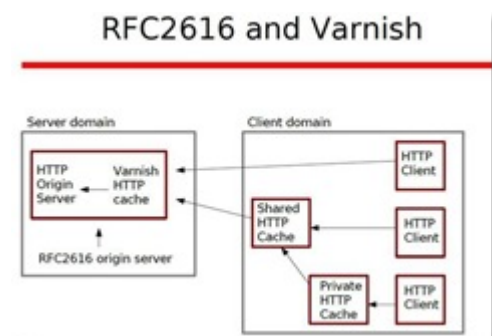 RFC2616 and Varnish
Server domain
Client domain
HTTP
Origin
Server
Varnish
HTTP
cache
RFC2616 origin server
HTTP
Client
Shared
HTTP
Cache
HTTP
Client
Private
HTTP
Cache
HTTP
Client